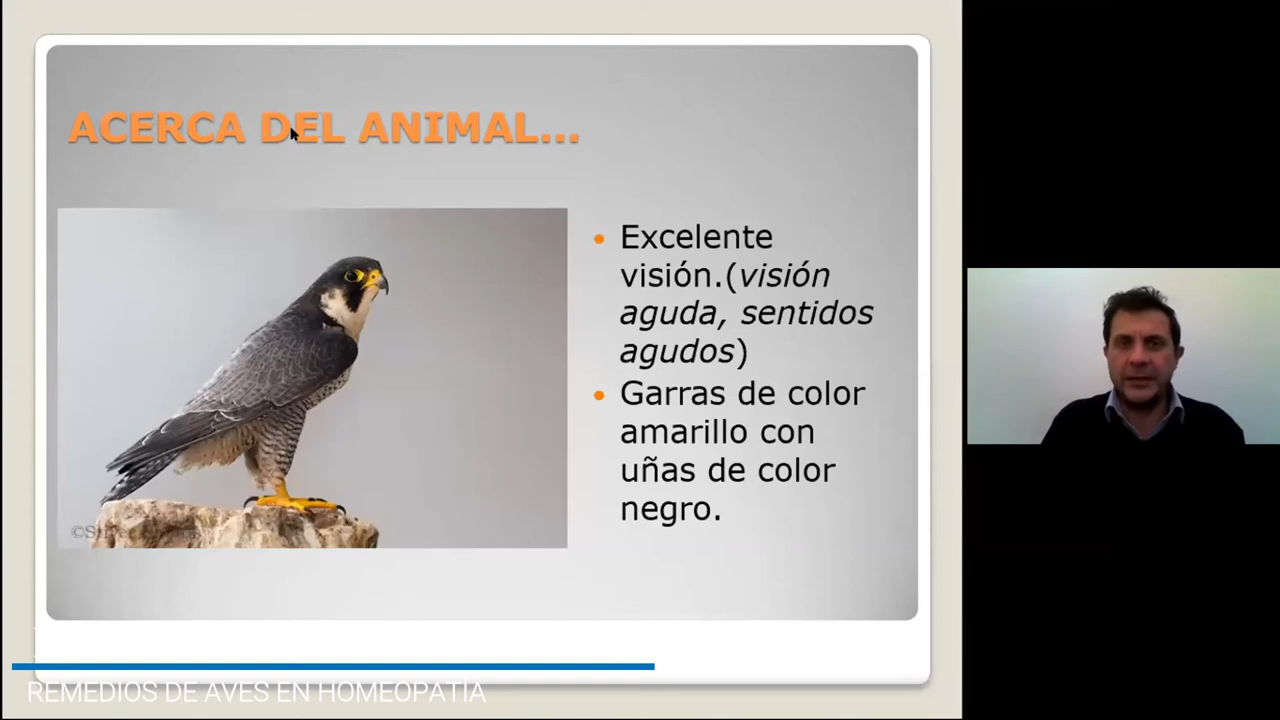 ACERCA DEL ANIMAL...
Excelente
visión.(visión
aguda, sentidos
agudos)
Garras de color
amarillo con
uñas de color
negro.
REMEDIOS DE AVES EN HOMEOPATÍA